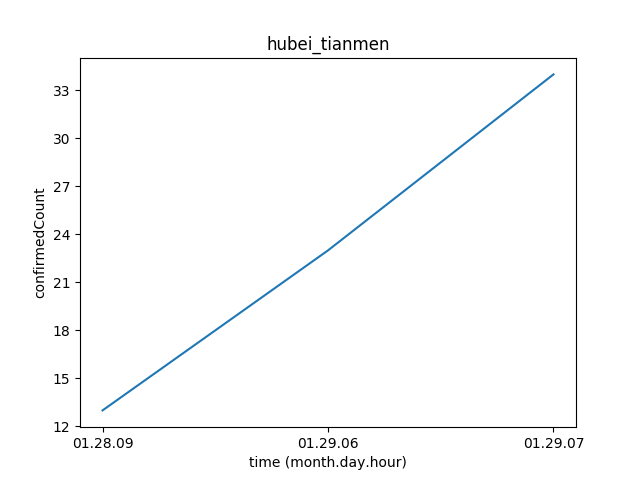 hubei_tianmen
confirmedCount
33
30
27
24
21
18
15
12
01.28.09 01.29.06 01.29.07
time (month.day.hour)